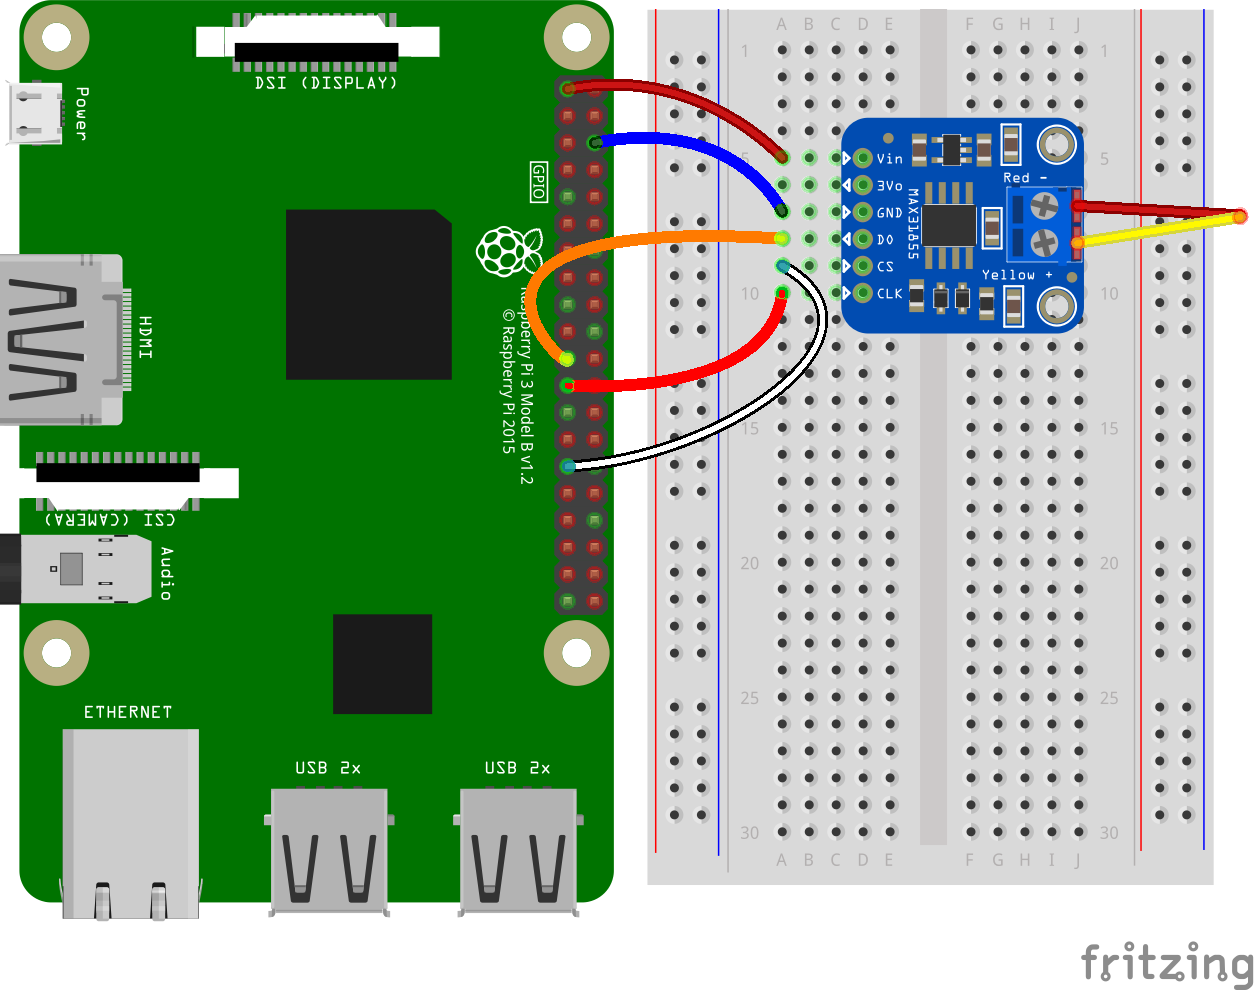 DSI (DISPLAY)
Power
GPIO
HDMI
Raspberry Pi 3 Model B v1.2
© Raspberry Pi 2015
CSI (CAMERA)
Audio
ETHERNET
USB 2x
USB 2x
A B C D E
F G H I J
1
1
5
5
10
10
15
15
20
20
25
25
30
30
A B C D E
F G H I J
Vin
3Vo
GND
DO
CS
CLK
MAX31855
Red -
Yellow +
fritzing